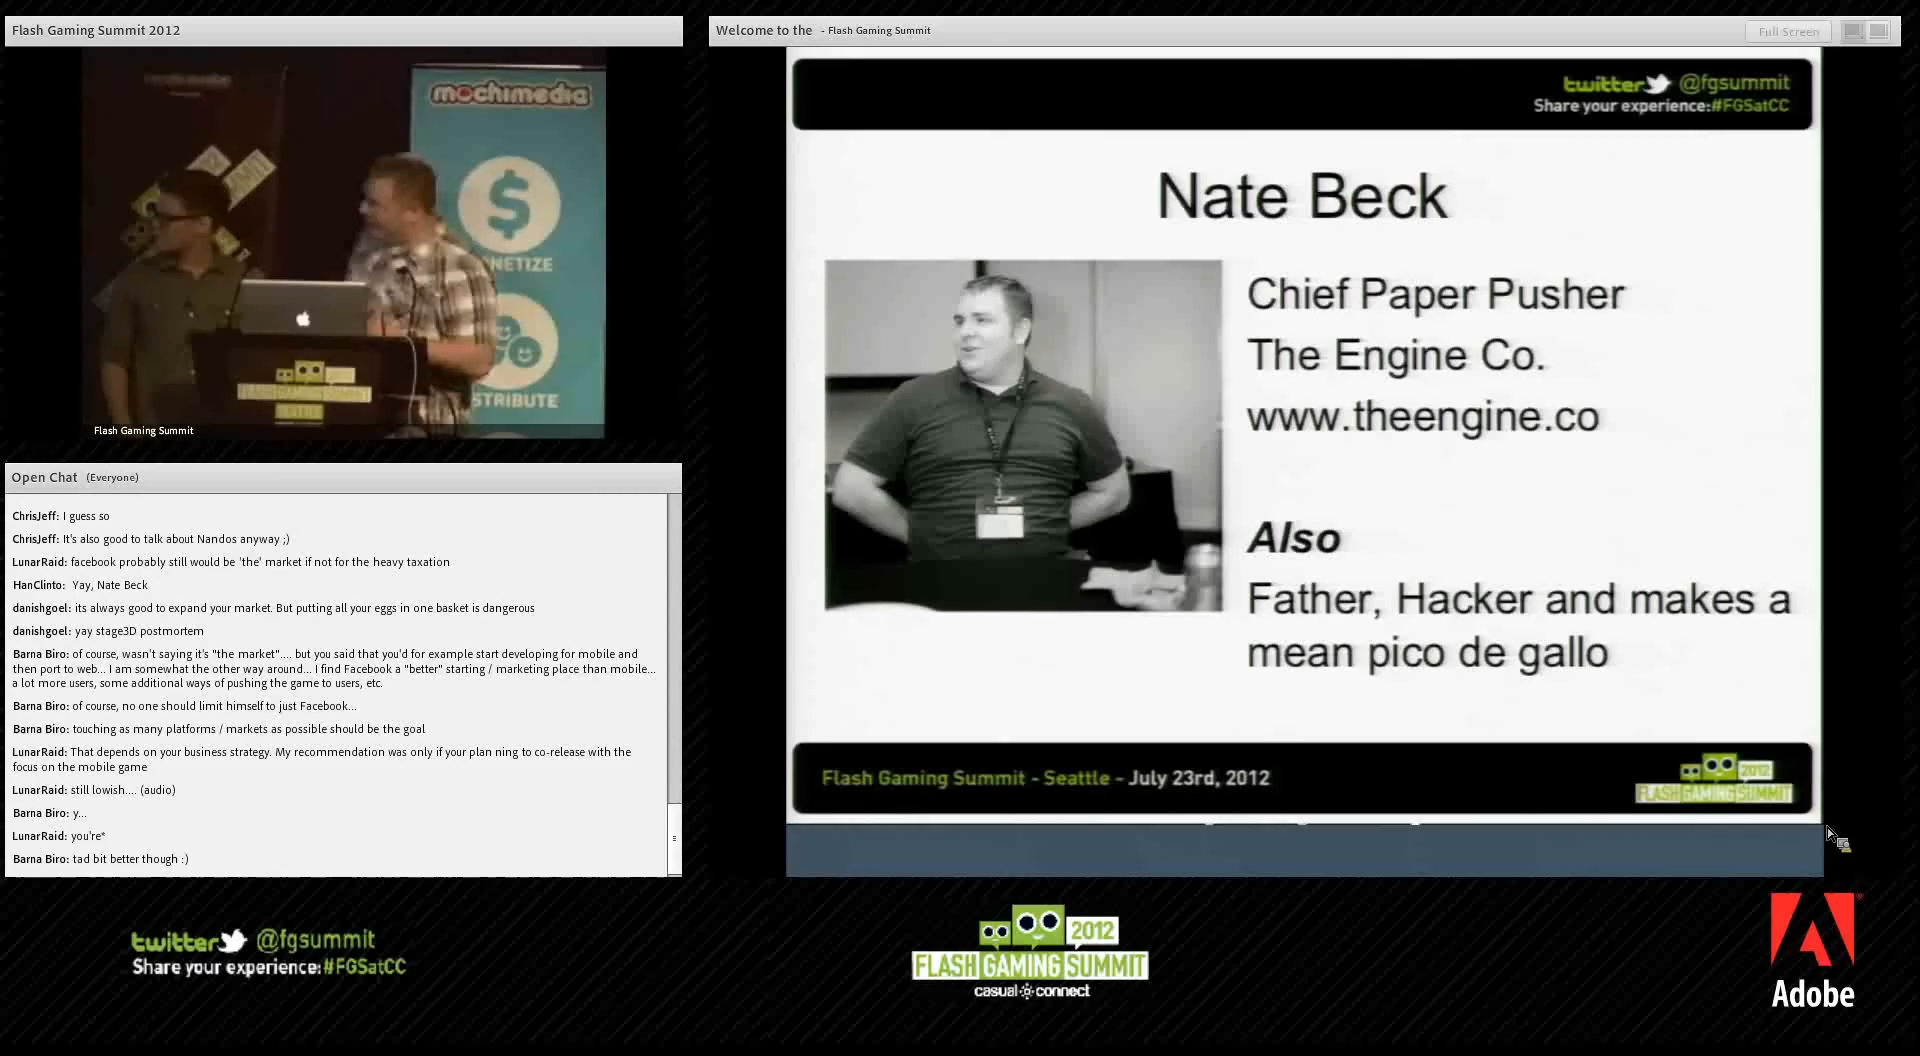 Flash Gaming Summit 2012
mochimedia
$
NETIZE
STRIBUTE
FLASH GAMING SUMMIT
Flash Gaming Summit
Open Chat (Everyone)
ChrisJeff: I guess so
ChrisJeff: It's also good to talk about Nandos anyway ;)
LunarRaid: facebook probably still would be 'the' market if not for the heavy taxation
HanClinto: Yay, Nate Beck
danishgoel: its always good to expand your market. But putting all your eggs in one basket is dangerous
danishgoel: yay stage3D postmortem
Barna Biro: of course, wasn't saying it's "the market".... but you said that you'd for example start developing for mobile and
then port to web... I am somewhat the other way around... I find Facebook a "better" starting / marketing place than mobile...
a lot more users, some additional ways of pushing the game to users, etc.
Barna Biro: of course, no one should limit himself to just Facebook...
Barna Biro: touching as many platforms / markets as possible should be the goal
LunarRaid: That depends on your business strategy. My recommendation was only if your plan ning to co-release with the
focus on the mobile game
LunarRaid: still lowish.... (audio)
Barna Biro: y...
LunarRaid: you're*
Barna Biro: tad bit better though :)
Welcome to the - Flash Gaming Summit
Full Screen
twitter @fgsummit
Share your experience:#FGSatCC
Nate Beck
Chief Paper Pusher
The Engine Co.
www.theengine.co
Also
Father, Hacker and makes a
mean pico de gallo
Flash Gaming Summit - Seattle - July 23rd, 2012
2012
FLASH GAMING SUMMIT
twitter @fgsummit
Share your experience:#FGSatCC
2012
FLASH GAMING SUMMIT
casual connect
Adobe